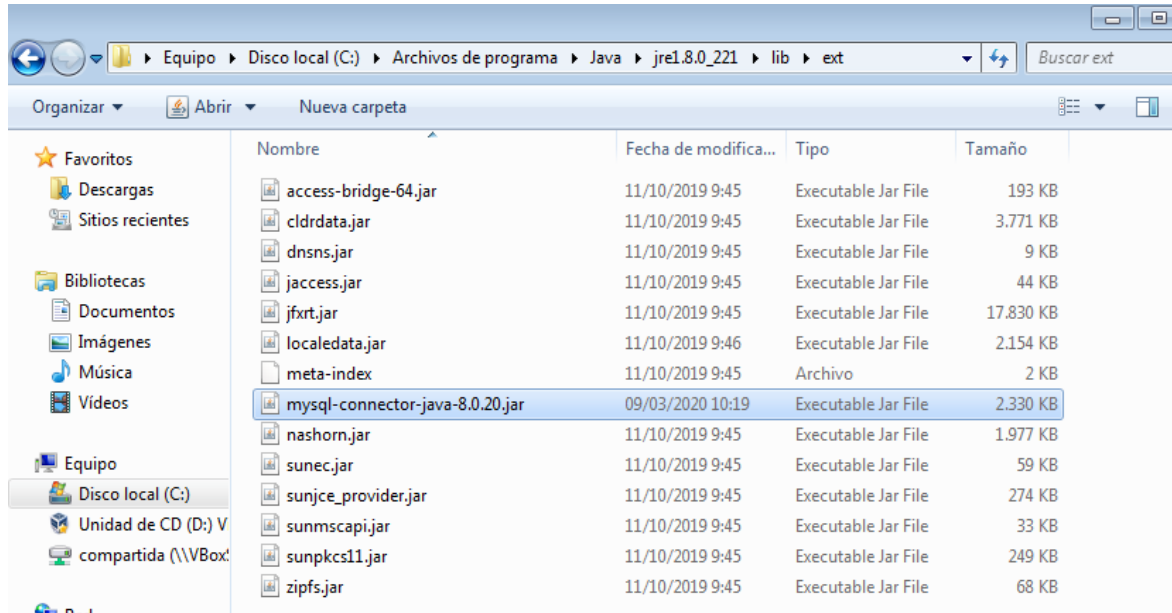 Equipo Disco local (C:) Archivos de programa Java jre1.8.0_221 lib ext Buscar ext
Organizar Abrir Nueva carpeta
Nombre Fecha de modifica... Tipo Tamaño
Favoritos
Descargas
Sitios recientes
Bibliotecas
Documentos
Imágenes
Música
Vídeos
Equipo
Disco local (C:)
Unidad de CD (D:) V
compartida (\\VBox
access-bridge-64.jar 11/10/2019 9:45 Executable Jar File 193 KB
cldrdata.jar 11/10/2019 9:45 Executable Jar File 3.771 KB
dnsns.jar 11/10/2019 9:45 Executable Jar File 9 KB
jaccess.jar 11/10/2019 9:45 Executable Jar File 44 KB
jfxrt.jar 11/10/2019 9:45 Executable Jar File 17.830 KB
localedata.jar 11/10/2019 9:46 Executable Jar File 2.154 KB
meta-index 11/10/2019 9:45 Archivo 2 KB
mysql-connector-java-8.0.20.jar 09/03/2020 10:19 Executable Jar File 2.330 KB
nashorn.jar 11/10/2019 9:45 Executable Jar File 1.977 KB
sunec.jar 11/10/2019 9:45 Executable Jar File 59 KB
sunjce_provider.jar 11/10/2019 9:45 Executable Jar File 274 KB
sunmscapi.jar 11/10/2019 9:45 Executable Jar File 33 KB
sunpkcs11.jar 11/10/2019 9:45 Executable Jar File 249 KB
zipfs.jar 11/10/2019 9:45 Executable Jar File 68 KB